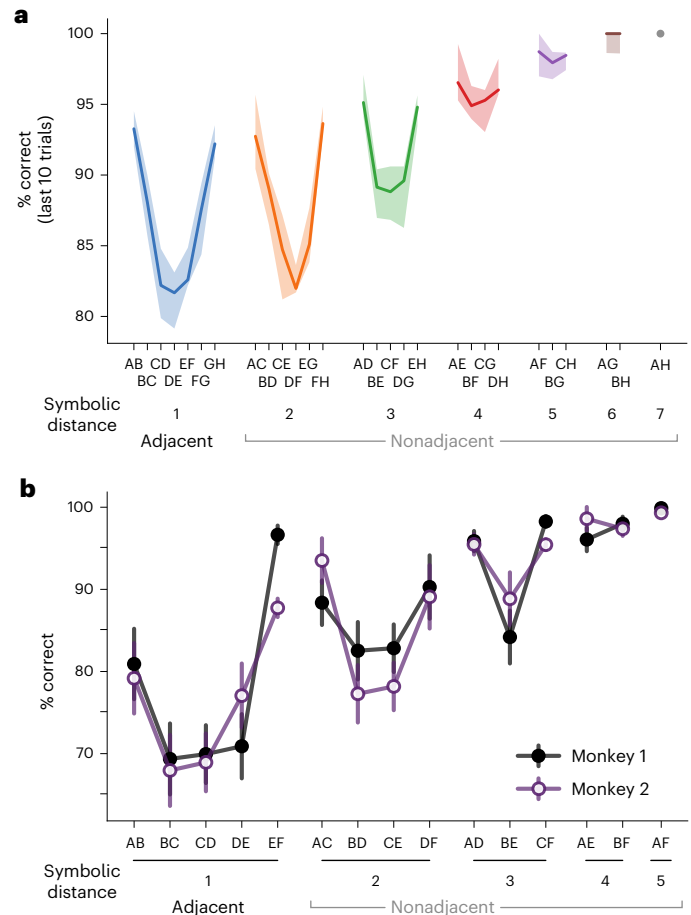 a
100
95
90
85
80
% correct
(last 10 trials)
AB CD EF GH AC CE EG AD CF EH AE CG AF CH AG AH
BC DE FG BD DF FH BE DG BF DH BG BH
Symbolic
distance
1 2 3 4 5 6 7
Adjacent Nonadjacent
b
100
90
80
70
% correct
Monkey 1
Monkey 2
AB BC CD DE EF AC BD CE DF AD BE CF AE BF AF
Symbolic
distance
1 2 3 4 5
Adjacent Nonadjacent